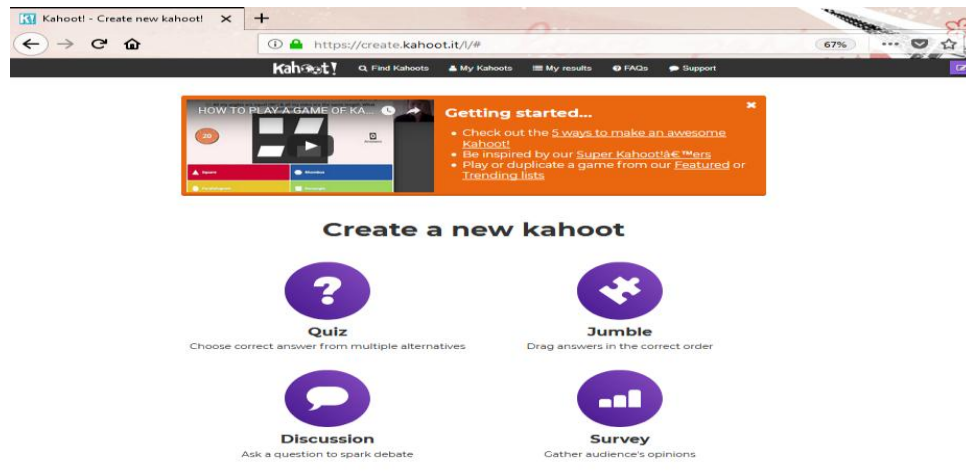 Kahoot! - Create new kahoot!
https://create.kahoot.it/l/#
67%
Kahoot!
Find Kahoots
My Kahoots
My results
FAQs
Support
HOW TO PLAY A GAME OF KA...
20
Square
Getting started...
Check out the 5 ways to make an awesome
Kahoot!
Be inspired by our Super Kahoot!â€™ers
Play or duplicate a game from our Featured or
Trending lists
Create a new kahoot
Quiz
Choose correct answer from multiple alternatives
Jumble
Drag answers in the correct order
Discussion
Ask a question to spark debate
Survey
Gather audience's opinions